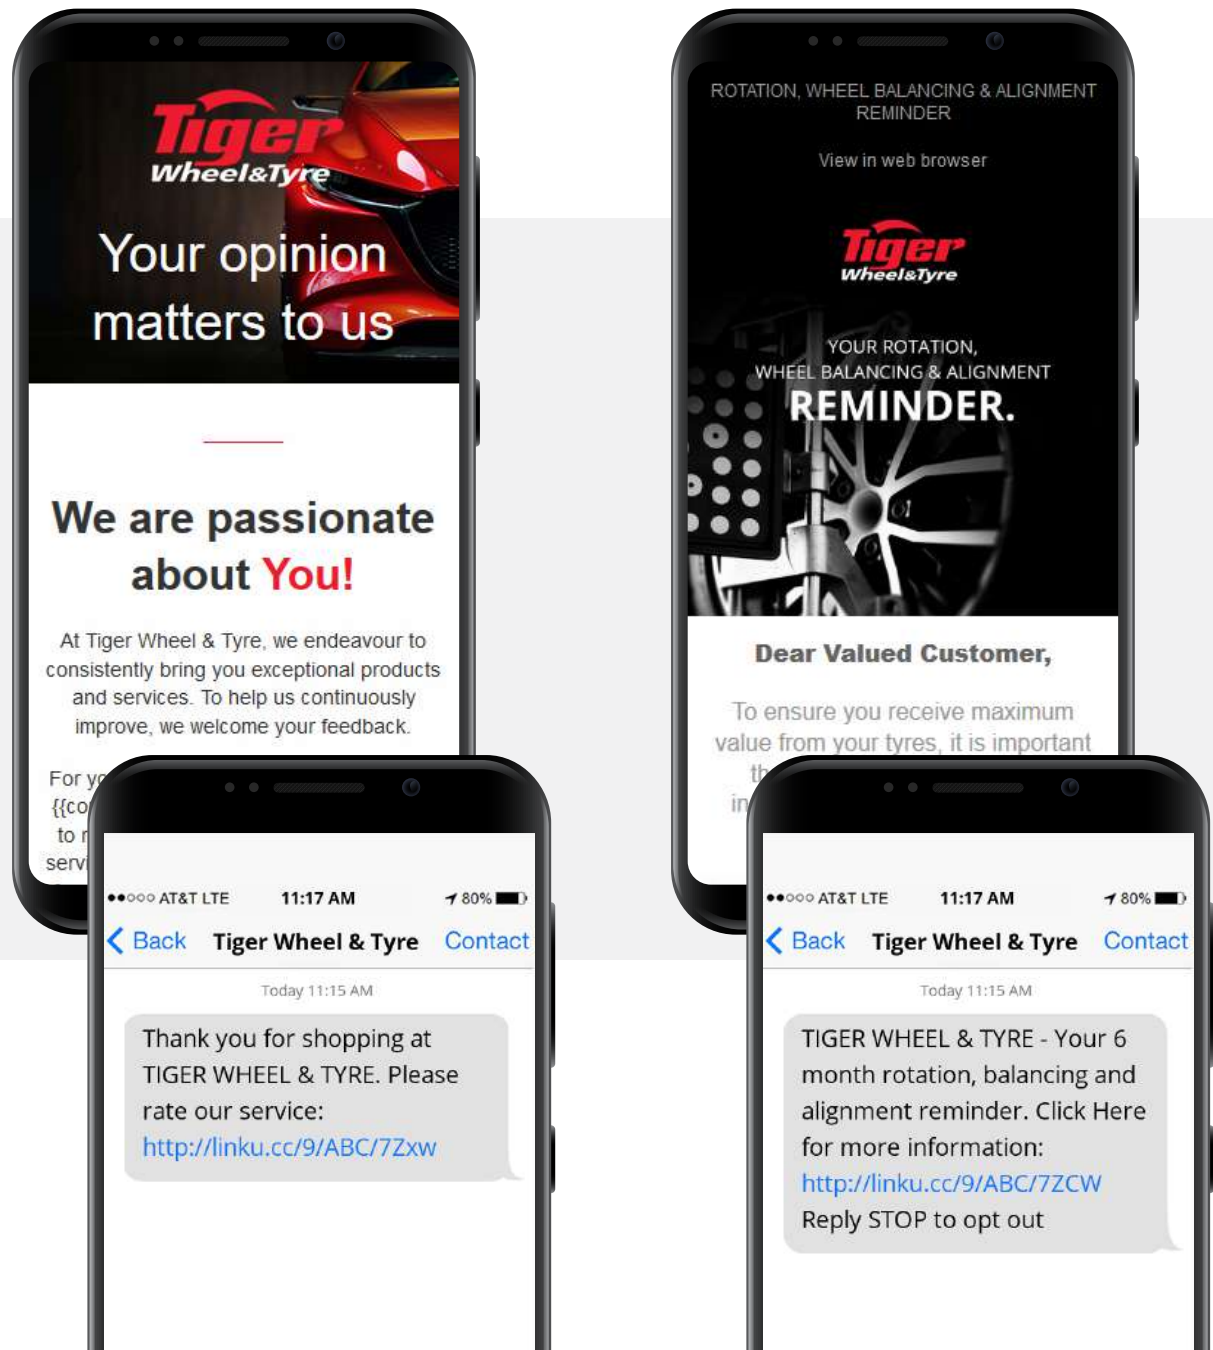 Tiger
Wheel&Tyre
Your opinion
matters to us
We are passionate
about You!
At Tiger Wheel & Tyre, we endeavour to
consistently bring you exceptional products
and services. To help us continuously
improve, we welcome your feedback.
For
{{
to
ROTATION, WHEEL BALANCING & ALIGNMENT
REMINDER
View in web browser
Tiger
Wheel&Tyre
YOUR ROTATION,
WHEEL BALANCING & ALIGNMENT
REMINDER.
Dear Valued Customer,
To ensure you receive maximum
value from your tyres, it is important
AT&T LTE 11:17 AM 80%
Back Tiger Wheel & Tyre Contact
Today 11:15 AM
Thank you for shopping at
TIGER WHEEL & TYRE. Please
rate our service:
http://linku.cc/9/ABC/7Zxw
AT&T LTE 11:17 AM 80%
Back Tiger Wheel & Tyre Contact
Today 11:15 AM
TIGER WHEEL & TYRE - Your 6
month rotation, balancing and
alignment reminder. Click Here
for more information:
http://linku.cc/9/ABC/7ZCW
Reply STOP to opt out